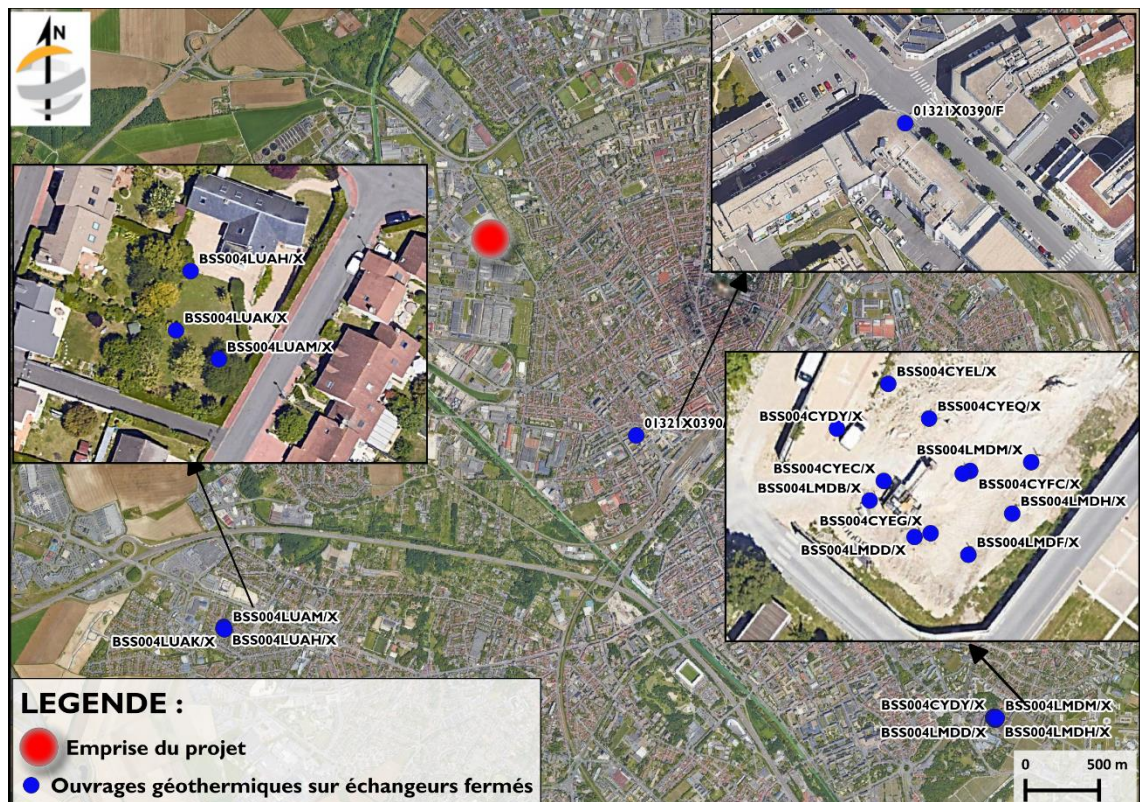 N
01321X0390/F
BSS004LUAH/X
BSS004LUAK/X
BSS004LUAM/X
BSS004CYEL/X
BSS004CYEQ/X
BSS004CYDY/X
BSS004LMDM/X
BSS004CYEC/X
BSS004CYFC/X
BSS004LMDB/X
BSS004LMDH/X
BSS004CYEG/X
BSS004LMDD/X
BSS004LMDF/X
01321X0390/
BSS004LUAM/X
BSS004LUAK/X
BSS004LUAH/X
BSS004CYDY/X
BSS004LMDM/X
BSS004LMDD/X
BSS004LMDH/X
LEGENDE :
Emprise du projet
Ouvrages géothermiques sur échangeurs fermés
0 500 m